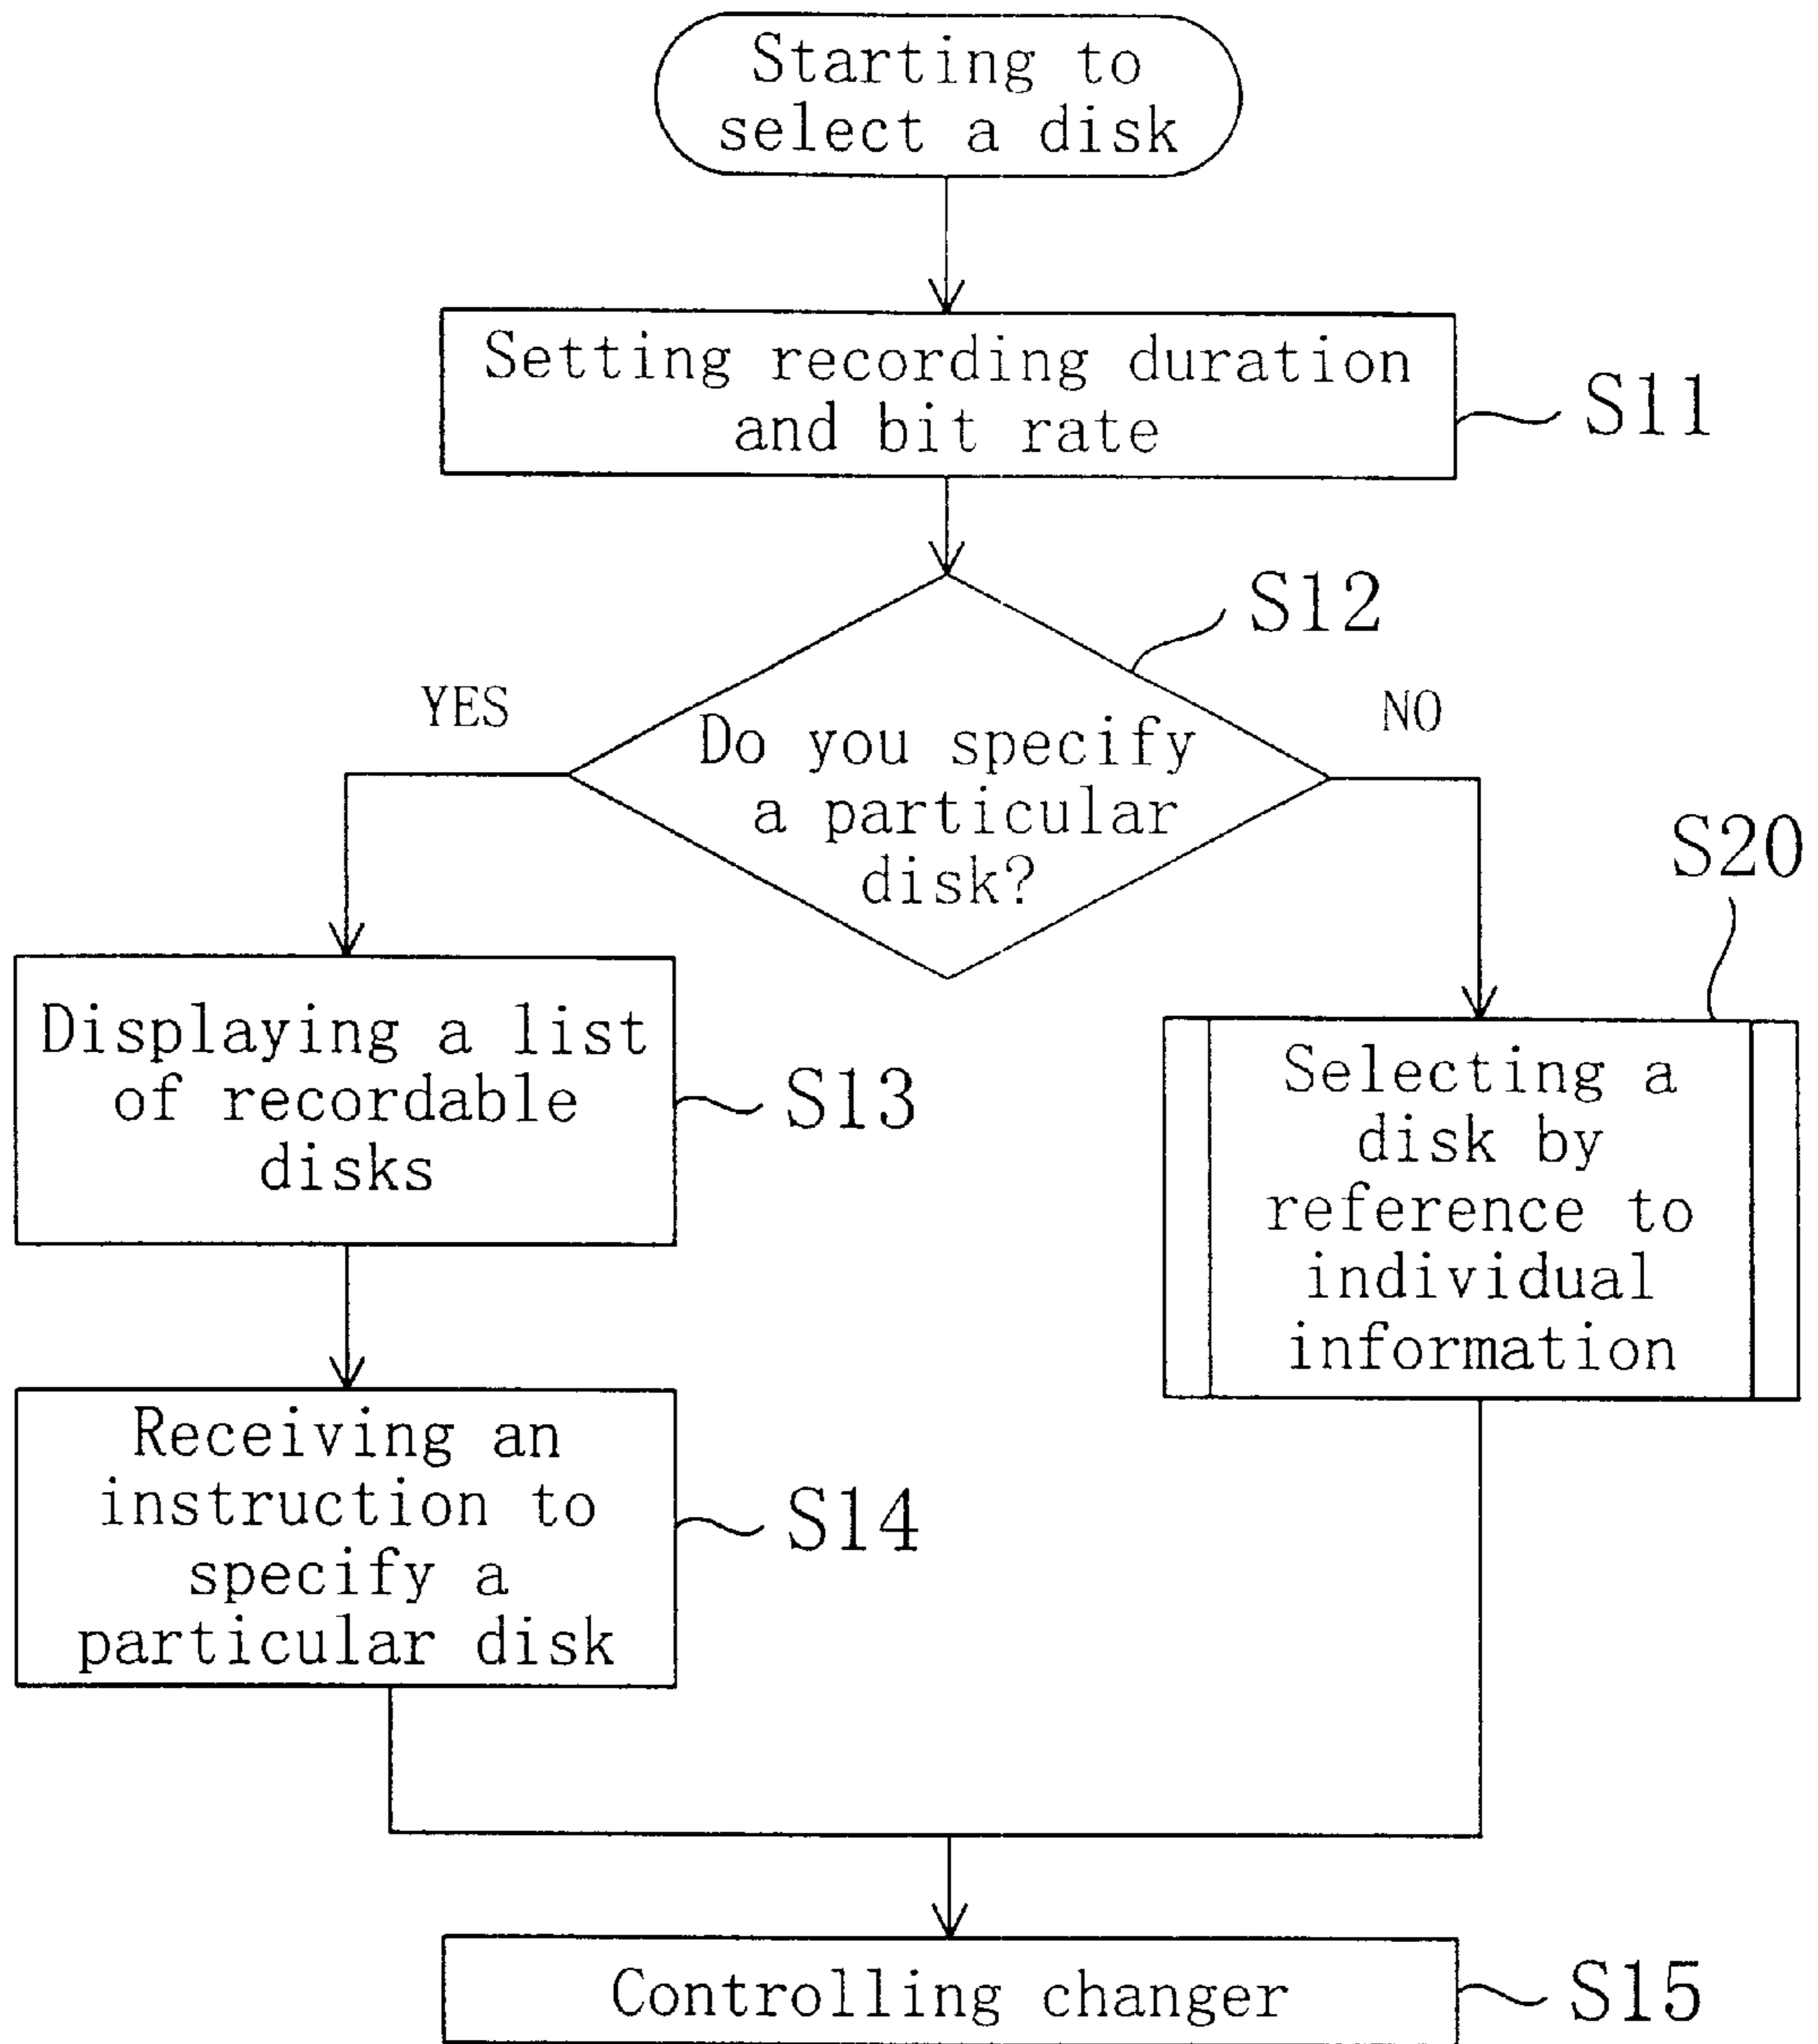 Starting to
select a disk
Setting recording duration
and bit rate
S11
S12
YES
NO
Do you specify
a particular
disk?
S20
Displaying a list
of recordable
disks
S13
Selecting a
disk by
reference to
individual
information
Receiving an
instruction to
specify a
particular disk
S14
Controlling changer
S15